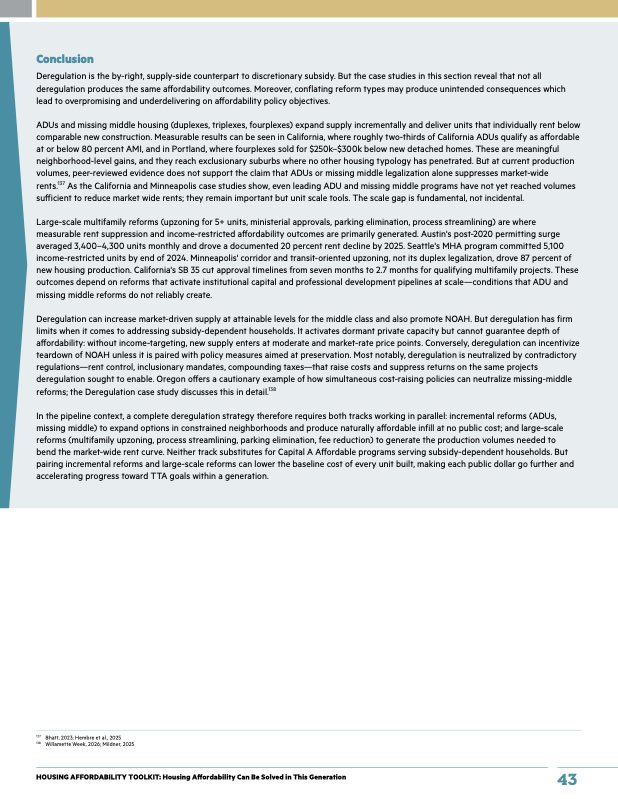 Conclusion
Deregulation is the by-right, supply-side counterpart to discretionary subsidy. But the case studies in this section reveal that not all
deregulation produces the same affordability outcomes. Moreover, conflating reform types may produce unintended consequences which
lead to overpromising and underdelivering on affordability policy objectives.
ADUs and missing middle housing (duplexes, triplexes, fourplexes) expand supply incrementally and deliver units that individually rent below
comparable new construction. Measurable results can be seen in California, where roughly two-thirds of California ADUs qualify as affordable
at or below 80 percent AMI, and in Portland, where fourplexes sold for $250k–$300k below new detached homes. These are meaningful
neighborhood-level gains, and they reach exclusionary suburbs where no other housing typology has penetrated. But at current production
volumes, peer-reviewed evidence does not support the claim that ADUs or missing middle legalization alone suppresses market-wide
rents.137 As the California and Minneapolis case studies show, even leading ADU and missing middle programs have not yet reached volumes
sufficient to reduce market wide rents; they remain important but unit scale tools. The scale gap is fundamental, not incidental.
Large-scale multifamily reforms (upzoning for 5+ units, ministerial approvals, parking elimination, process streamlining) are where
measurable rent suppression and income-restricted affordability outcomes are primarily generated. Austin's post-2020 permitting surge
averaged 3,400–4,300 units monthly and drove a documented 20 percent rent decline by 2025. Seattle's MHA program committed 5,100
income-restricted units by end of 2024. Minneapolis' corridor and transit-oriented upzoning, not its duplex legalization, drove 87 percent of
new housing production. California's SB 35 cut approval timelines from seven months to 2.7 months for qualifying multifamily projects. These
outcomes depend on reforms that activate institutional capital and professional development pipelines at scale—conditions that ADU and
missing middle reforms do not reliably create.
Deregulation can increase market-driven supply at attainable levels for the middle class and also promote NOAH. But deregulation has firm
limits when it comes to addressing subsidy-dependent households. It activates dormant private capacity but cannot guarantee depth of
affordability: without income-targeting, new supply enters at moderate and market-rate price points. Conversely, deregulation can incentivize
teardown of NOAH unless it is paired with policy measures aimed at preservation. Most notably, deregulation is neutralized by contradictory
regulations—rent control, inclusionary mandates, compounding taxes—that raise costs and suppress returns on the same projects
deregulation sought to enable. Oregon offers a cautionary example of how simultaneous cost-raising policies can neutralize missing-middle
reforms; the Deregulation case study discusses this in detail.138
In the pipeline context, a complete deregulation strategy therefore requires both tracks working in parallel: incremental reforms (ADUs,
missing middle) to expand options in constrained neighborhoods and produce naturally affordable infill at no public cost; and large-scale
reforms (multifamily upzoning, process streamlining, parking elimination, fee reduction) to generate the production volumes needed to
bend the market-wide rent curve. Neither track substitutes for Capital A Affordable programs serving subsidy-dependent households. But
pairing incremental reforms and large-scale reforms can lower the baseline cost of every unit built, making each public dollar go further and
accelerating progress toward TTA goals within a generation.
137 Bhatt, 2023; Hembre et al., 2025
138 Willamette Week, 2026; Mildner, 2025
HOUSING AFFORDABILITY TOOLKIT: Housing Affordability Can Be Solved in This Generation
43